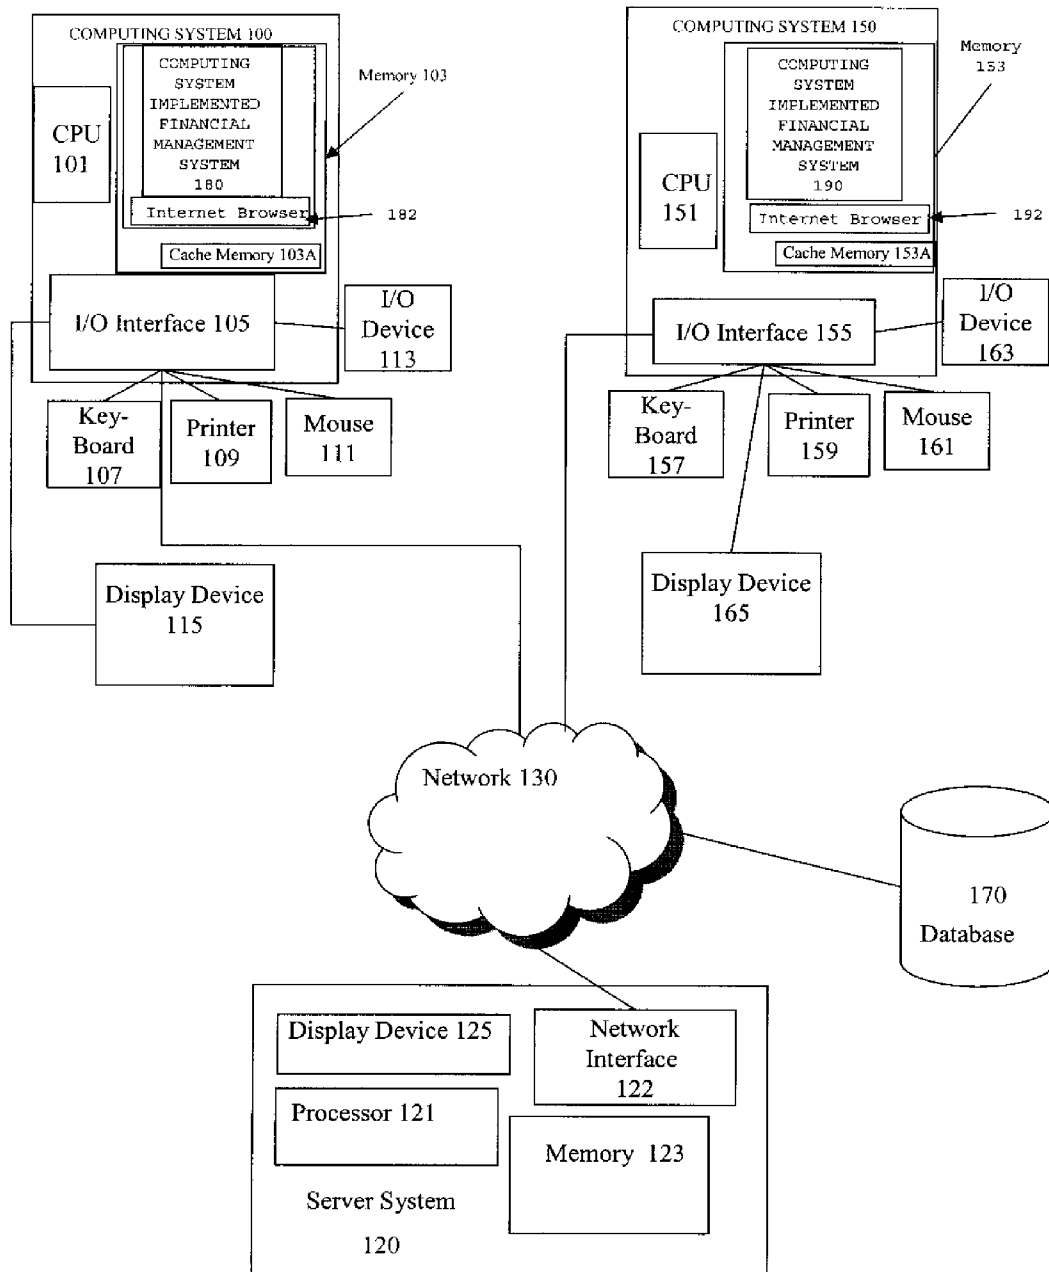 COMPUTING SYSTEM 100
COMPUTING
SYSTEM
IMPLEMENTED
FINANCIAL
MANAGEMENT
SYSTEM
180
Internet Browser
Cache Memory 103A
Memory 103
182
CPU
101
I/O Interface 105
I/O
Device
113
Key-
Board
107
Printer
109
Mouse
111
Display Device
115
COMPUTING SYSTEM 150
COMPUTING
SYSTEM
IMPLEMENTED
FINANCIAL
MANAGEMENT
SYSTEM
190
Internet Browser
Cache Memory 153A
Memory
153
192
CPU
151
I/O Interface 155
I/O
Device
163
Key-
Board
157
Printer
159
Mouse
161
Display Device
165
Network 130
170
Database
Display Device 125
Network
Interface
122
Processor 121
Memory 123
Server System
120